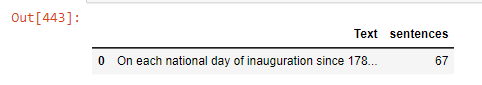 Out[443]:
Text sentences
0 On each national day of inauguration since 178... 67